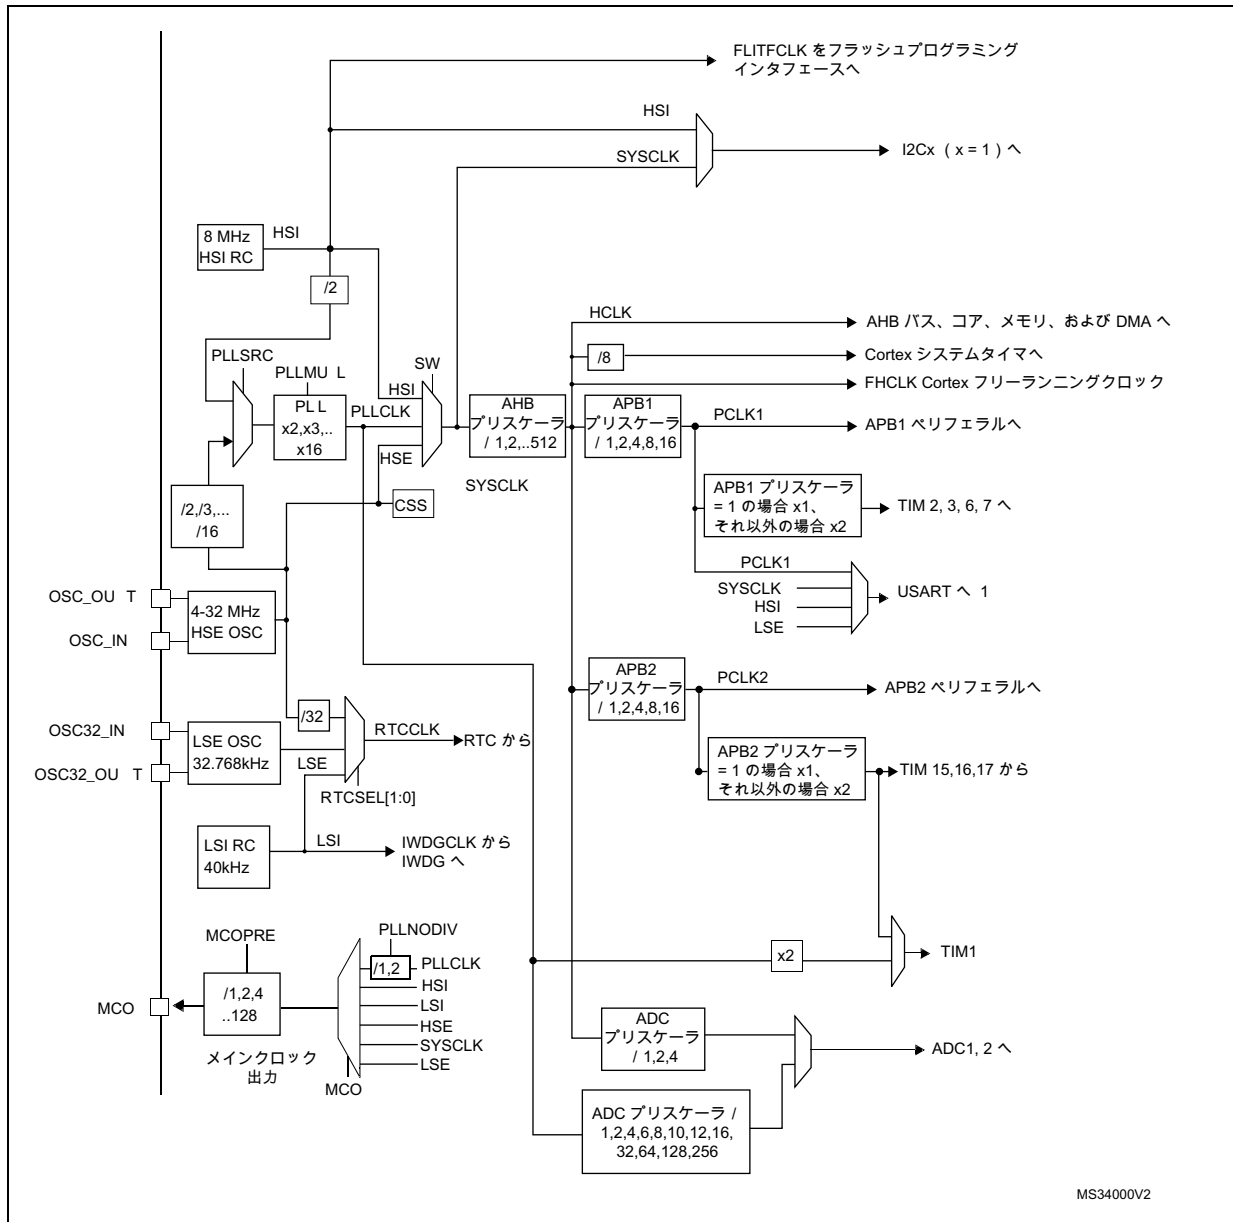 FLITFCLK をフラッシュプログラミング
インタフェースへ
HSI
SYSCLK
I2Cx ( x = 1 ) へ
8 MHz
HSI RC
HSI
/2
HCLK
AHB バス、コア、メモリ、および DMA へ
/8
Cortex システムタイマへ
FHCLK Cortex フリーランニングクロック
PLLSRC
PLLMU L
PL L
x2,x3,..
x16
PLLCLK
SW
HSI
HSE
AHB
プリスケーラ
/ 1,2,..512
APB1
プリスケーラ
/ 1,2,4,8,16
PCLK1
APB1 ペリフェラルへ
SYSCLK
CSS
/2,/3,...
/16
APB1 プリスケーラ
= 1 の場合 x1、
それ以外の場合 x2
TIM 2, 3, 6, 7 へ
PCLK1
SYSCLK
HSI
LSE
USART へ 1
OSC_OU T
OSC_IN
4-32 MHz
HSE OSC
APB2
プリスケーラ
/ 1,2,4,8,16
PCLK2
APB2 ペリフェラルへ
/32
OSC32_IN
OSC32_OU T
LSE OSC
32.768kHz
LSE
RTCCLK
RTC から
RTCSEL[1:0]
APB2 プリスケーラ
= 1 の場合 x1、
それ以外の場合 x2
TIM 15,16,17 から
LSI RC
40kHz
LSI
IWDGCLK から
IWDG へ
MCOPRE
PLLNODIV
/1,2
PLLCLK
HSI
LSI
HSE
SYSCLK
LSE
MCO
/1,2,4
..128
メインクロック
出力
MCO
x2
TIM1
ADC
プリスケーラ
/ 1,2,4
ADC1, 2 へ
ADC プリスケーラ /
1,2,4,6,8,10,12,16,
32,64,128,256
MS34000V2